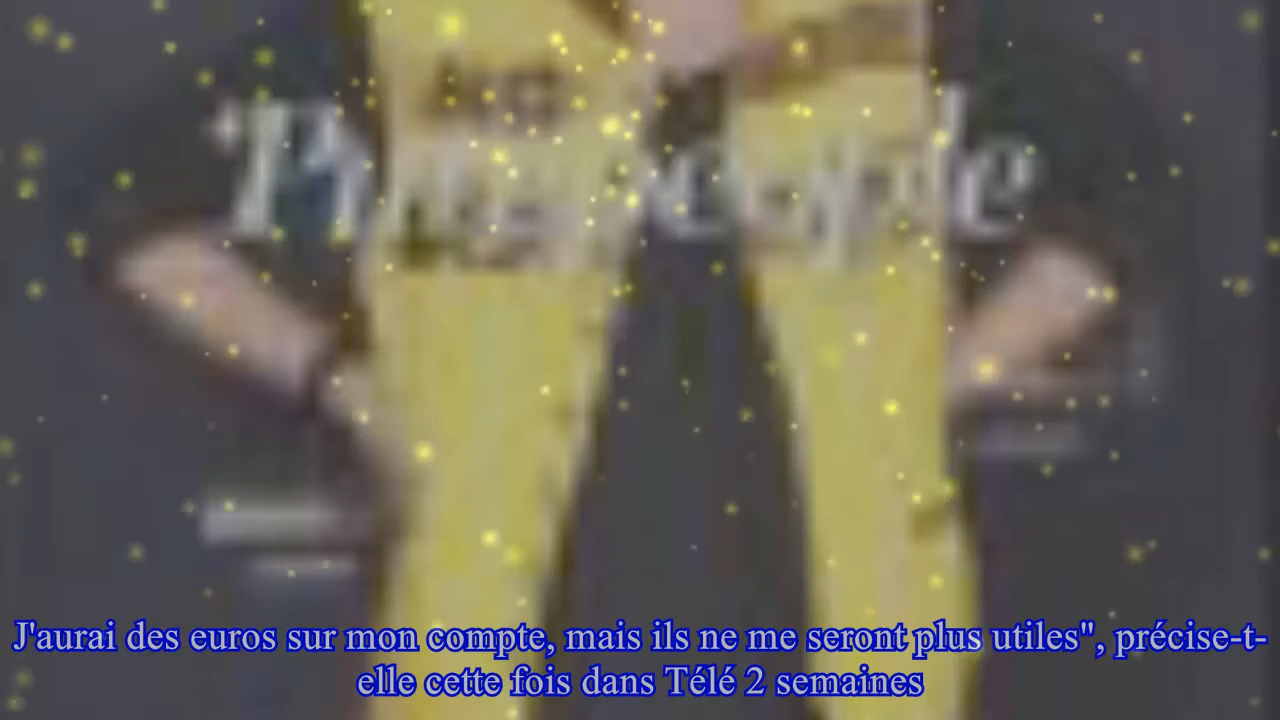 J'aurai des euros sur mon compte, mais ils ne me seront plus utiles", précise-t-
elle cette fois dans Télé 2 semaines